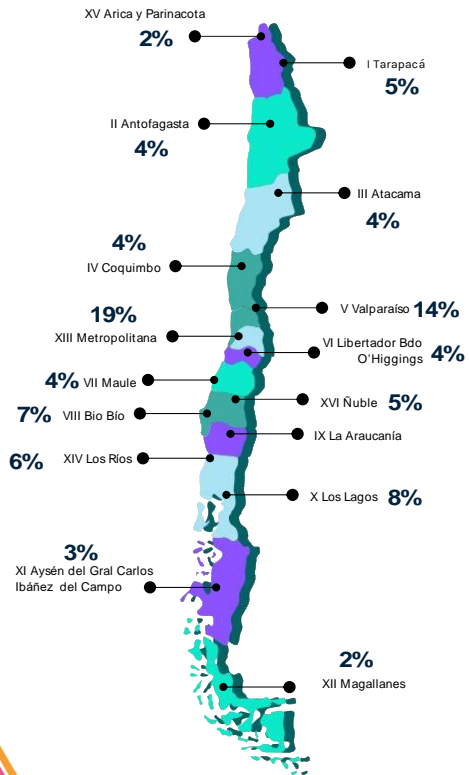 XV Arica y Parinacota
2%
I Tarapacá
5%
II Antofagasta
4%
III Atacama
4%
4%
IV Coquimbo
V Valparaíso 14%
19%
XIII Metropolitana
VI Libertador Bdo
O'Higgings 4%
4% VII Maule
XVI Ñuble 5%
7% VIII Bio Bío
IX La Araucanía
6% XIV Los Ríos
X Los Lagos 8%
3%
XI Aysén del Gral Carlos
Ibáñez del Campo
2%
XII Magallanes